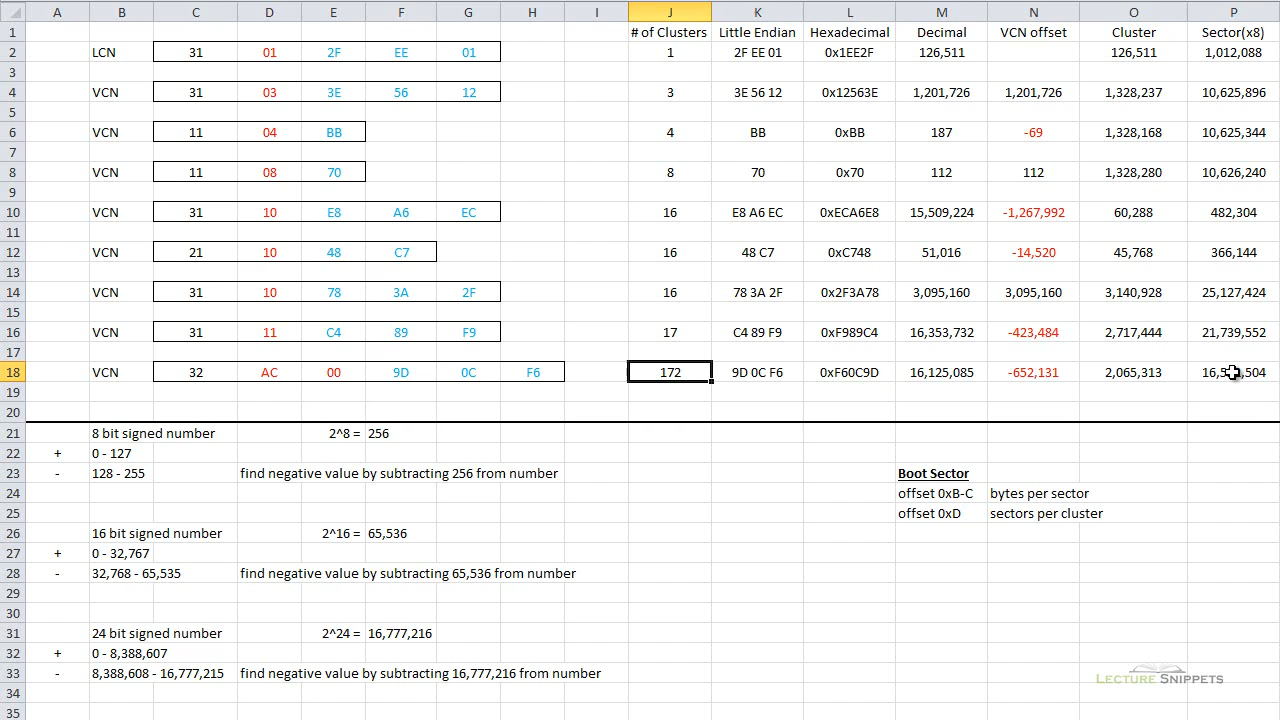 A B C D E F G H I J K L M N O P
1 # of Clusters Little Endian Hexadecimal Decimal VCN offset Cluster Sector(x8)
2 LCN 31 01 2F EE 01 1 2F EE 01 0x1EE2F 126,511 126,511 1,012,088
3
4 VCN 31 03 3E 56 12 3 3E 56 12 0x12563E 1,201,726 1,201,726 1,328,237 10,625,896
5
6 VCN 11 04 BB 4 BB 0xBB 187 -69 1,328,168 10,625,344
7
8 VCN 11 08 70 8 70 0x70 112 112 1,328,280 10,626,240
9
10 VCN 31 10 E8 A6 EC 16 E8 A6 EC 0xECA6E8 15,509,224 -1,267,992 60,288 482,304
11
12 VCN 21 10 48 C7 16 48 C7 0xC748 51,016 -14,520 45,768 366,144
13
14 VCN 31 10 78 3A 2F 16 78 3A 2F 0x2F3A78 3,095,160 3,095,160 3,140,928 25,127,424
15
16 VCN 31 11 C4 89 F9 17 C4 89 F9 0xF989C4 16,353,732 -423,484 2,717,444 21,739,552
17
18 VCN 32 AC 00 9D 0C F6 172 9D 0C F6 0xF60C9D 16,125,085 -652,131 2,065,313
19
20
21 8 bit signed number 2^8 = 256
22 + 0 - 127
23 - 128 - 255 find negative value by subtracting 256 from number Boot Sector
24 offset 0xB-C bytes per sector
25 offset 0xD sectors per cluster
26 16 bit signed number 2^16 = 65,536
27 + 0 - 32,767
28 - 32,768 - 65,535 find negative value by subtracting 65,536 from number
29
30
31 24 bit signed number 2^24 = 16,777,216
32 + 0 - 8,388,607
33 - 8,388,608 - 16,777,215 find negative value by subtracting 16,777,216 from number
LECTURE SNIPPETS
34
35